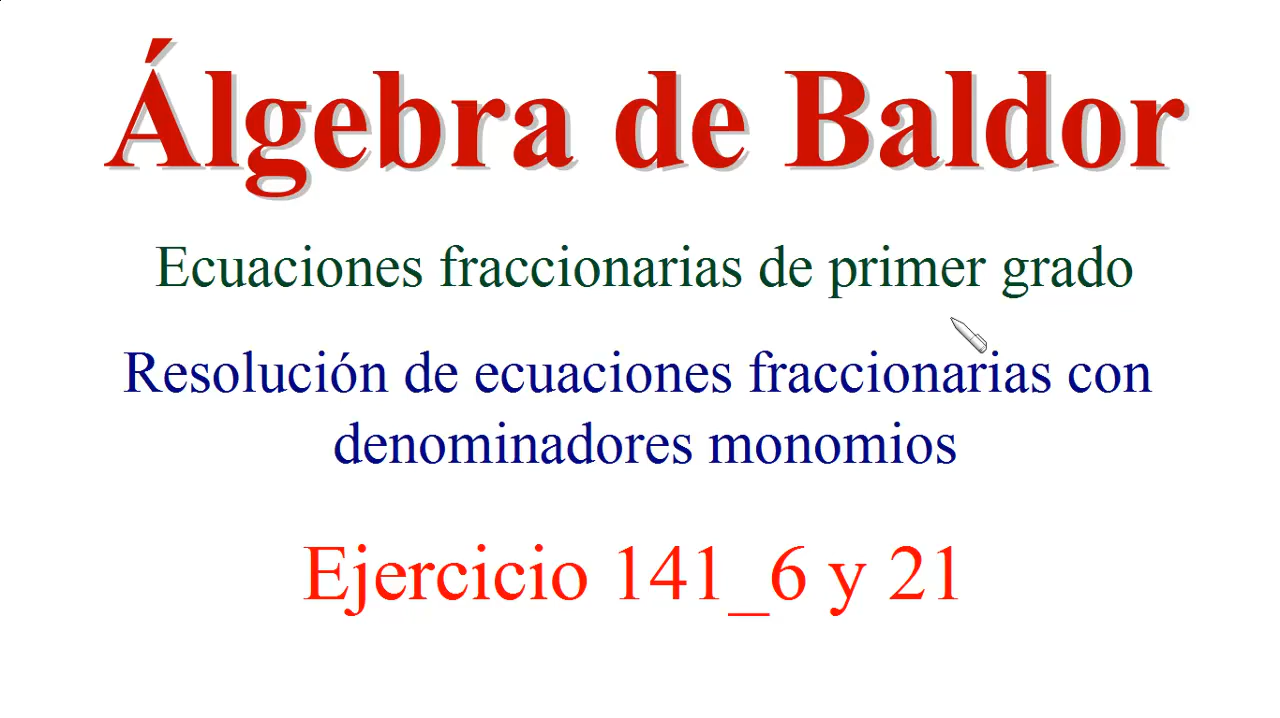 Álgebra de Baldor
Ecuaciones fraccionarias de primer grado
Resolución de ecuaciones fraccionarias con
denominadores monomios
Ejercicio 141_6 y 21